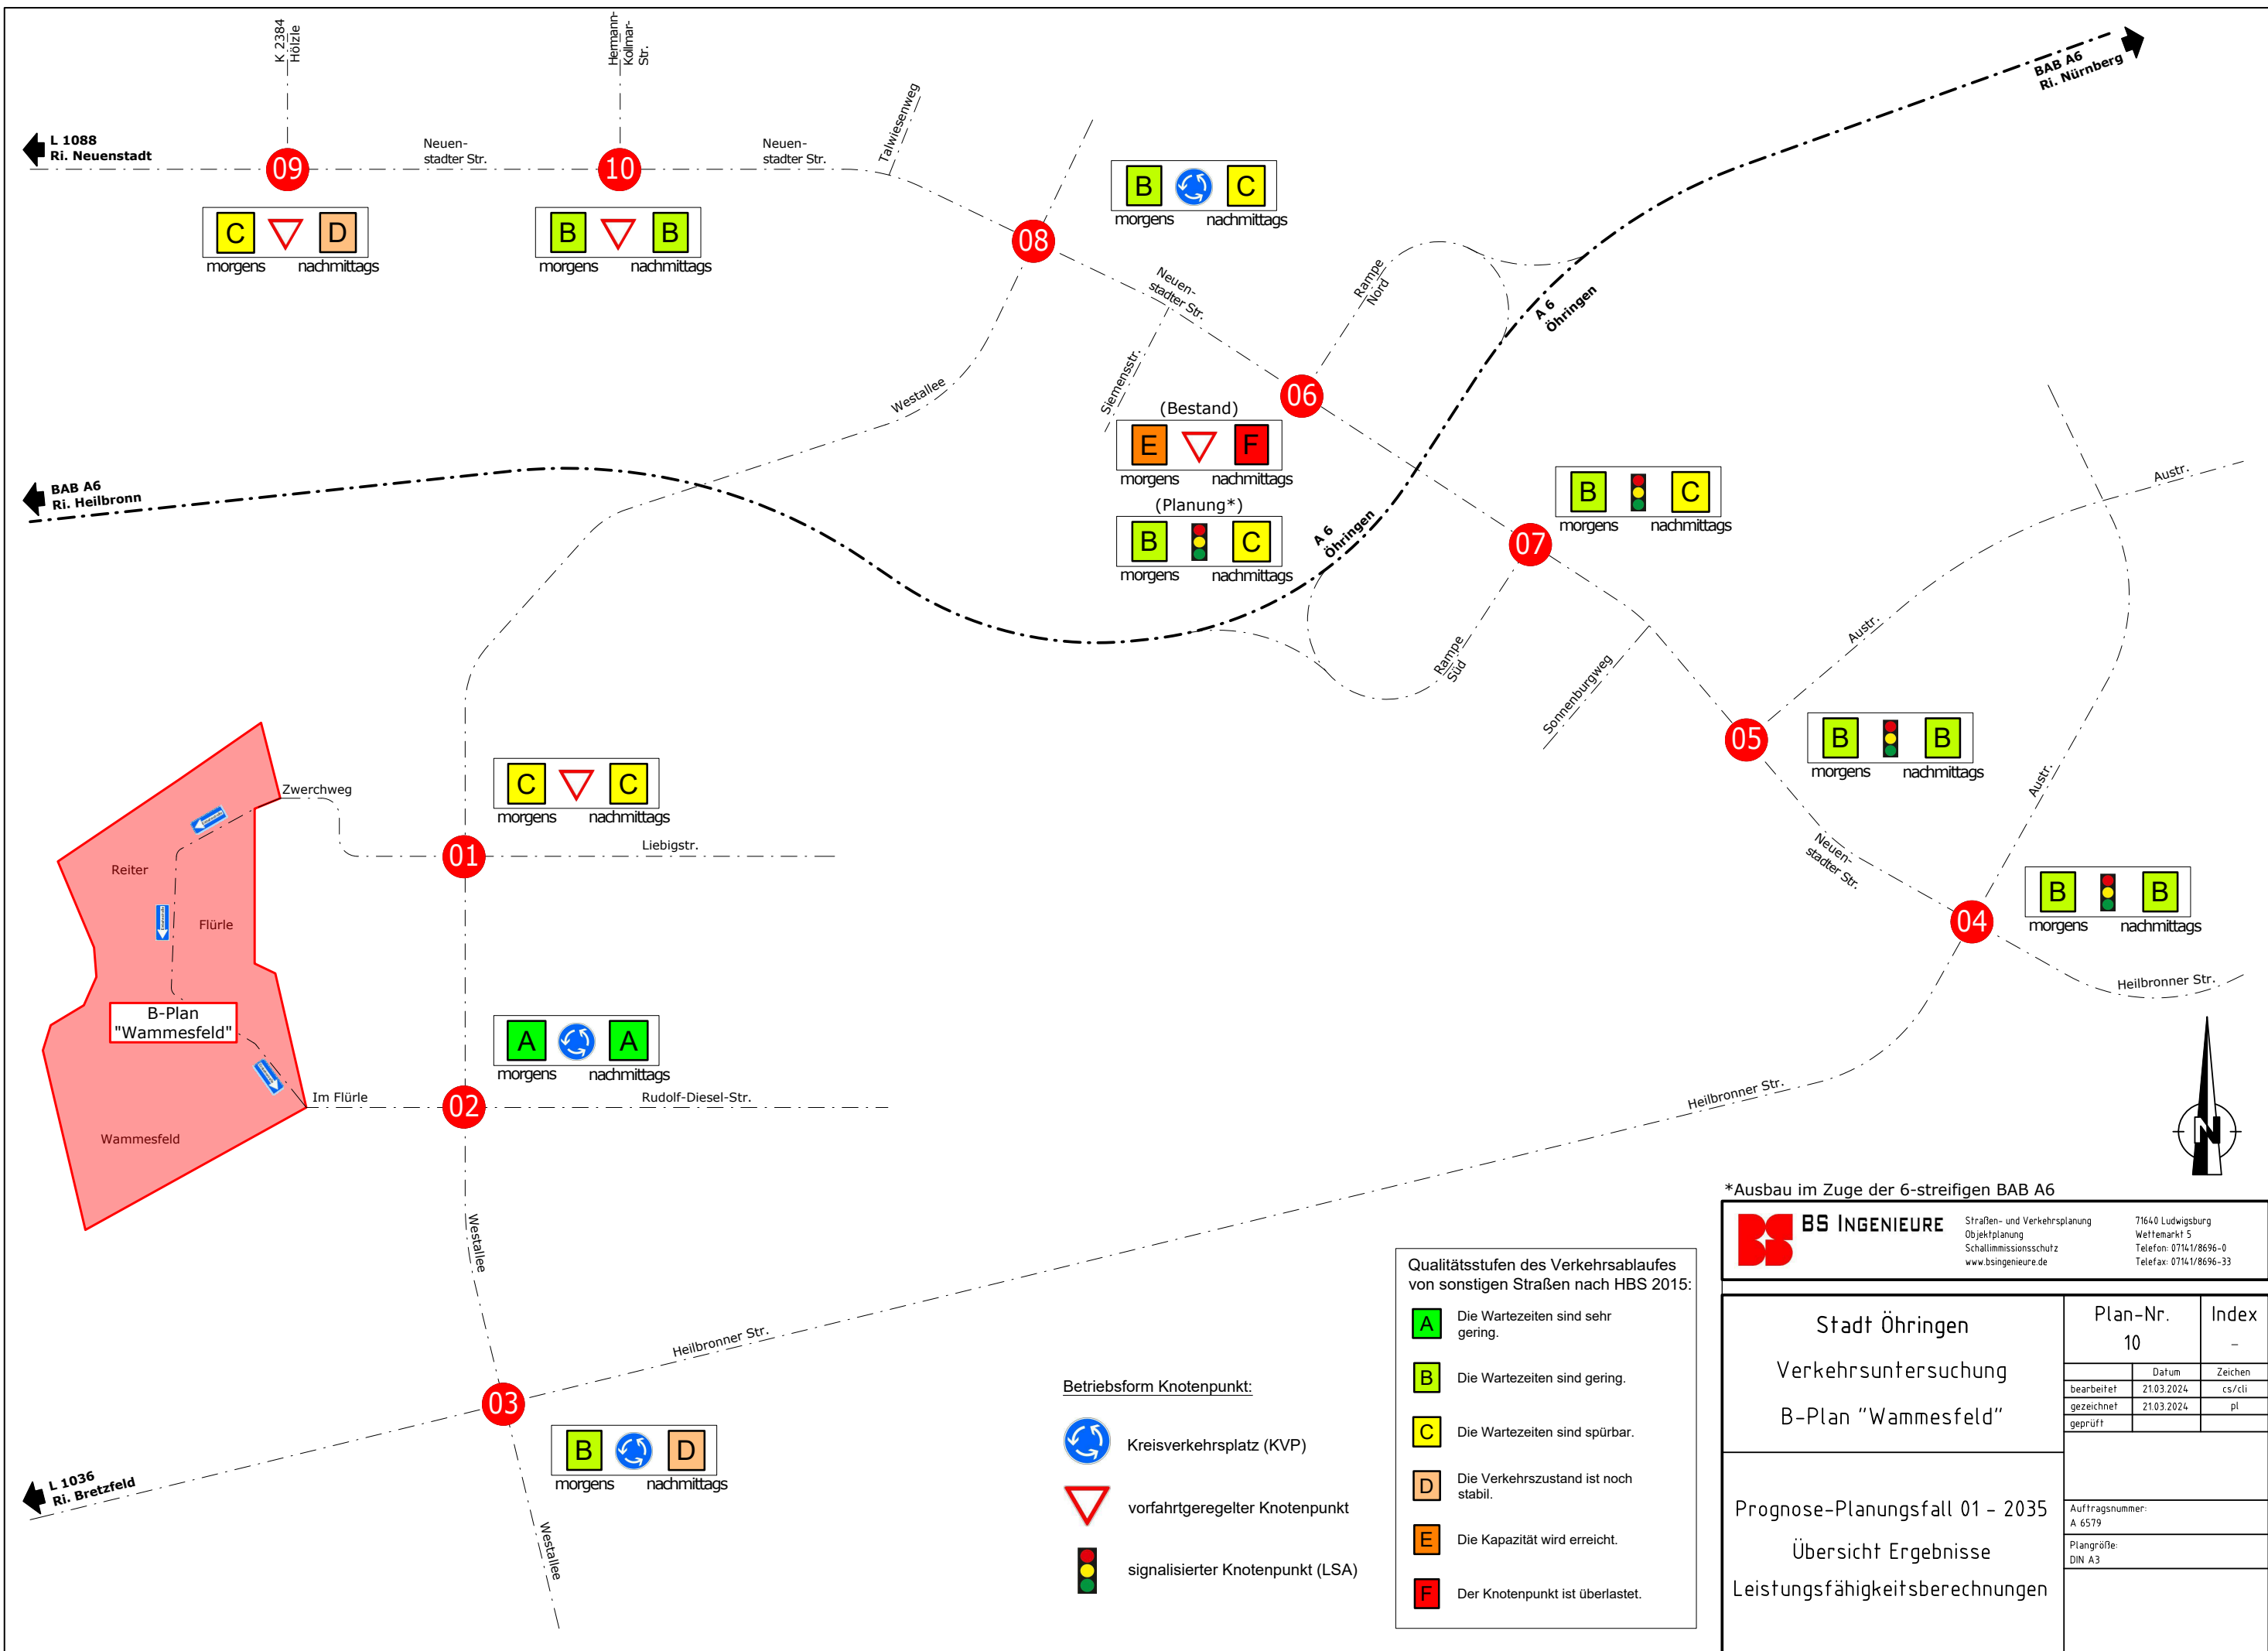 K 2384
Hölzle
Hermann-
Kollmar-
Str.
Talwiesenweg
BAB A6
Ri. Nürnberg
L 1088
Ri. Neuenstadt
09
Neuen-
stadter Str.
10
Neuen-
stadter Str.
C
D
morgens
nachmittags
B
B
morgens
nachmittags
08
B
C
morgens
nachmittags
Neuen-
stadter Str.
Rampe
Nord
A 6
Öhringen
Siemensstr.
Westallee
06
(Bestand)
E
F
morgens
nachmittags
(Planung*)
B
C
morgens
nachmittags
A 6
Öhringen
BAB A6
Ri. Heilbronn
07
B
C
morgens
nachmittags
Austr.
Austr.
Rampe
Süd
Sonnenburgweg
05
B
B
morgens
nachmittags
Austr.
Neuen-
stadter Str.
04
B
B
morgens
nachmittags
Heilbronner Str.
Heilbronner Str.
Zwerchweg
C
C
morgens
nachmittags
01
Liebigstr.
Reiter
Flürle
B-Plan
"Wammesfeld"
Wammesfeld
A
A
morgens
nachmittags
Im Flürle
02
Rudolf-Diesel-Str.
Westallee
Heilbronner Str.
03
B
D
morgens
nachmittags
L 1036
Ri. Bretzfeld
Westallee
N
Betriebsform Knotenpunkt:
Kreisverkehrsplatz (KVP)
vorfahrtgeregelter Knotenpunkt
signalisierter Knotenpunkt (LSA)
Qualitätsstufen des Verkehrsablaufes
von sonstigen Straßen nach HBS 2015:
A Die Wartezeiten sind sehr
gering.
B Die Wartezeiten sind gering.
C Die Wartezeiten sind spürbar.
D Die Verkehrszustand ist noch
stabil.
E Die Kapazität wird erreicht.
F Der Knotenpunkt ist überlastet.
*Ausbau im Zuge der 6-streifigen BAB A6
BS INGENIEURE
Straßen- und Verkehrsplanung
Objektplanung
Schallimmissionsschutz
www.bsingenieure.de
71640 Ludwigsburg
Wettemarkt 5
Telefon: 07141/8696-0
Telefax: 07141/8696-33
Stadt Öhringen
Verkehrsuntersuchung
B-Plan "Wammesfeld"
Plan-Nr.
10
Index
-
Datum Zeichen
bearbeitet 21.03.2024 cs/cli
gezeichnet 21.03.2024 pl
geprüft
Prognose-Planungsfall 01 - 2035
Übersicht Ergebnisse
Leistungsfähigkeitsberechnungen
Auftragsnummer:
A 6579
Plangröße:
DIN A3